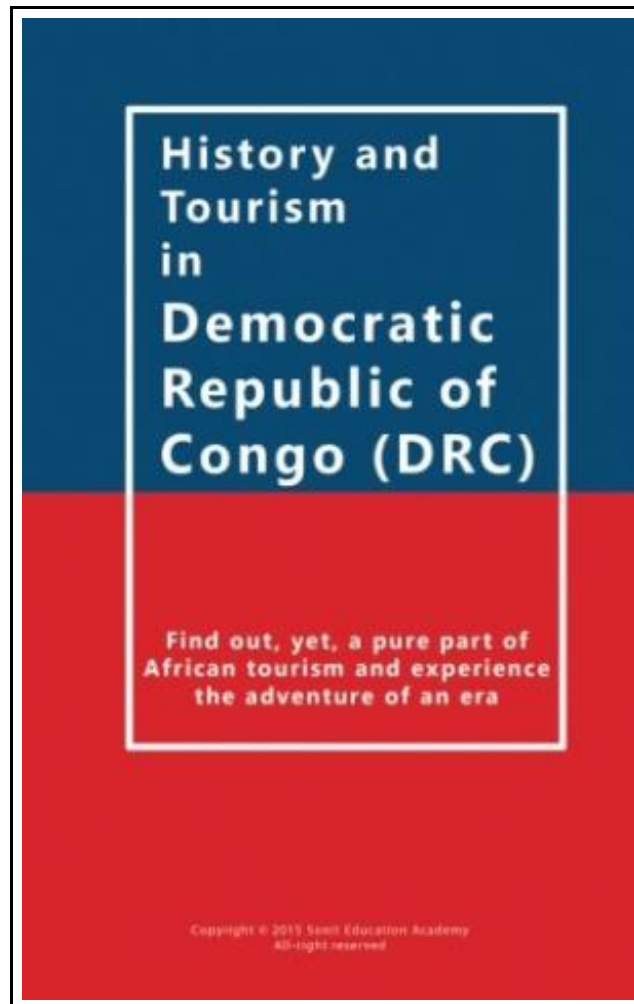 History and
Tourism
in
Democratic
Republic of
Congo (DRC)
Find out, yet, a pure part of
African tourism and experience
the adventure of an era
Copyright © 2015 Sonit Education Academy
All-right reserved